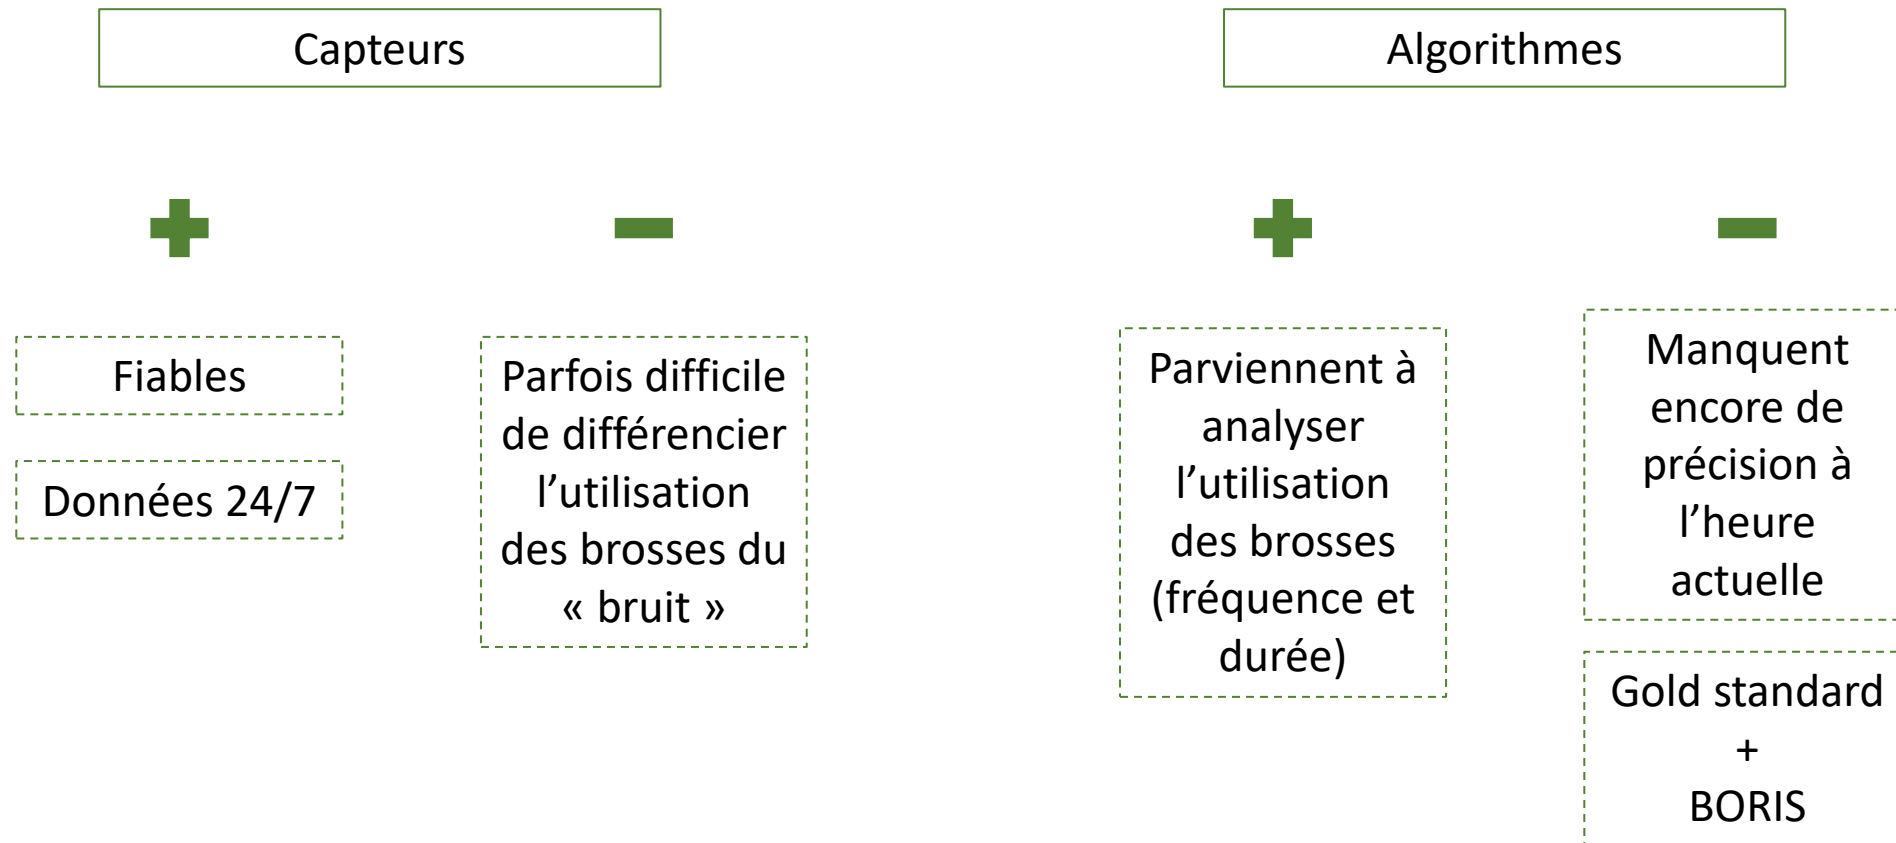 Capteurs
Algorithmes
Fiables
Données 24/7
Parfois difficile
de différencier
l’utilisation
des brosses du
« bruit »
Parviennent à
analyser
l’utilisation
des brosses
(fréquence et
durée)
Manquent
encore de
précision à
l’heure
actuelle
Gold standard
+
BORIS